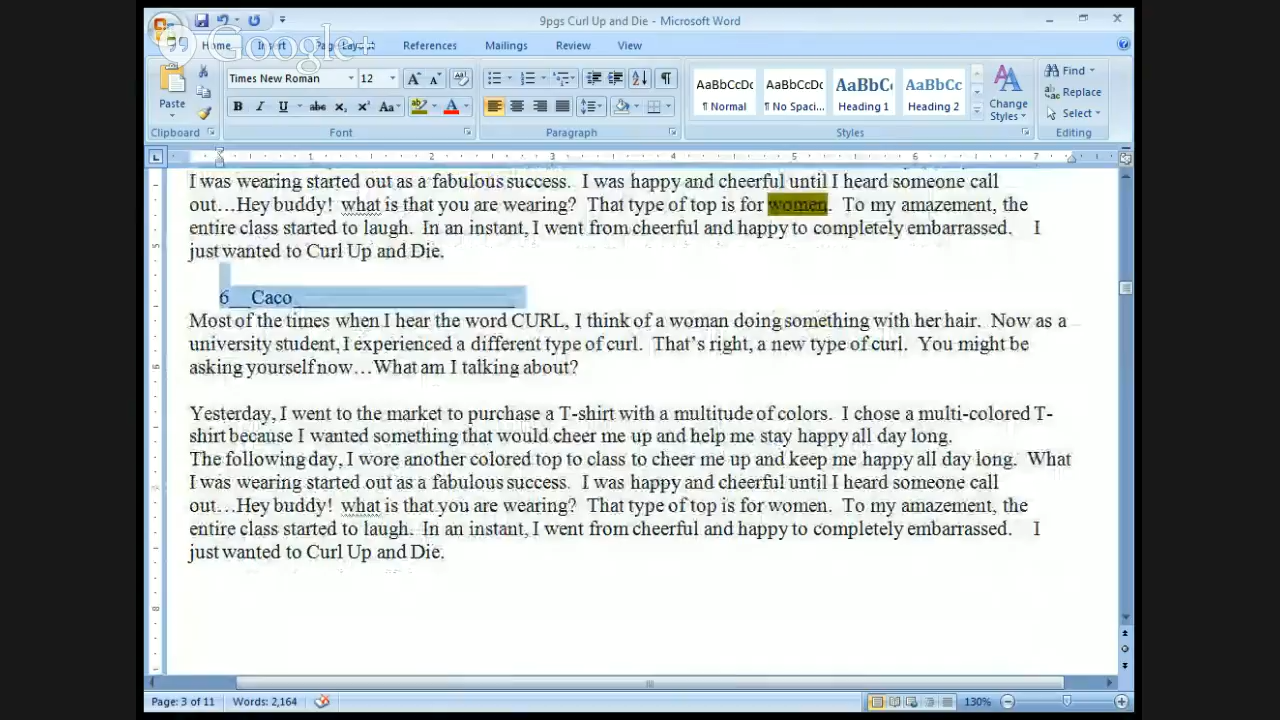 9pgs Curl Up and Die - Microsoft Word
Google+
Home Insert Page Layout References Mailings Review View
Paste
Times New Roman 12
AaBbCcDc AaBbCcDc AaBbC AaBbCc
¶ Normal ¶ No Spaci... Heading 1 Heading 2
Change Styles
Find
Replace
Select
Clipboard Font Paragraph Styles Editing
1 2 3 4 5 6 7
I was wearing started out as a fabulous success. I was happy and cheerful until I heard someone call
out…Hey buddy! what is that you are wearing? That type of top is for women. To my amazement, the
entire class started to laugh. In an instant, I went from cheerful and happy to completely embarrassed. I
just wanted to Curl Up and Die.
6__Caco_______________________
Most of the times when I hear the word CURL, I think of a woman doing something with her hair. Now as a
university student, I experienced a different type of curl. That's right, a new type of curl. You might be
asking yourself now…What am I talking about?
Yesterday, I went to the market to purchase a T-shirt with a multitude of colors. I chose a multi-colored T-
shirt because I wanted something that would cheer me up and help me stay happy all day long.
The following day, I wore another colored top to class to cheer me up and keep me happy all day long. What
I was wearing started out as a fabulous success. I was happy and cheerful until I heard someone call
out…Hey buddy! what is that you are wearing? That type of top is for women. To my amazement, the
entire class started to laugh. In an instant, I went from cheerful and happy to completely embarrassed. I
just wanted to Curl Up and Die.
Page: 3 of 11 Words: 2,164 130%